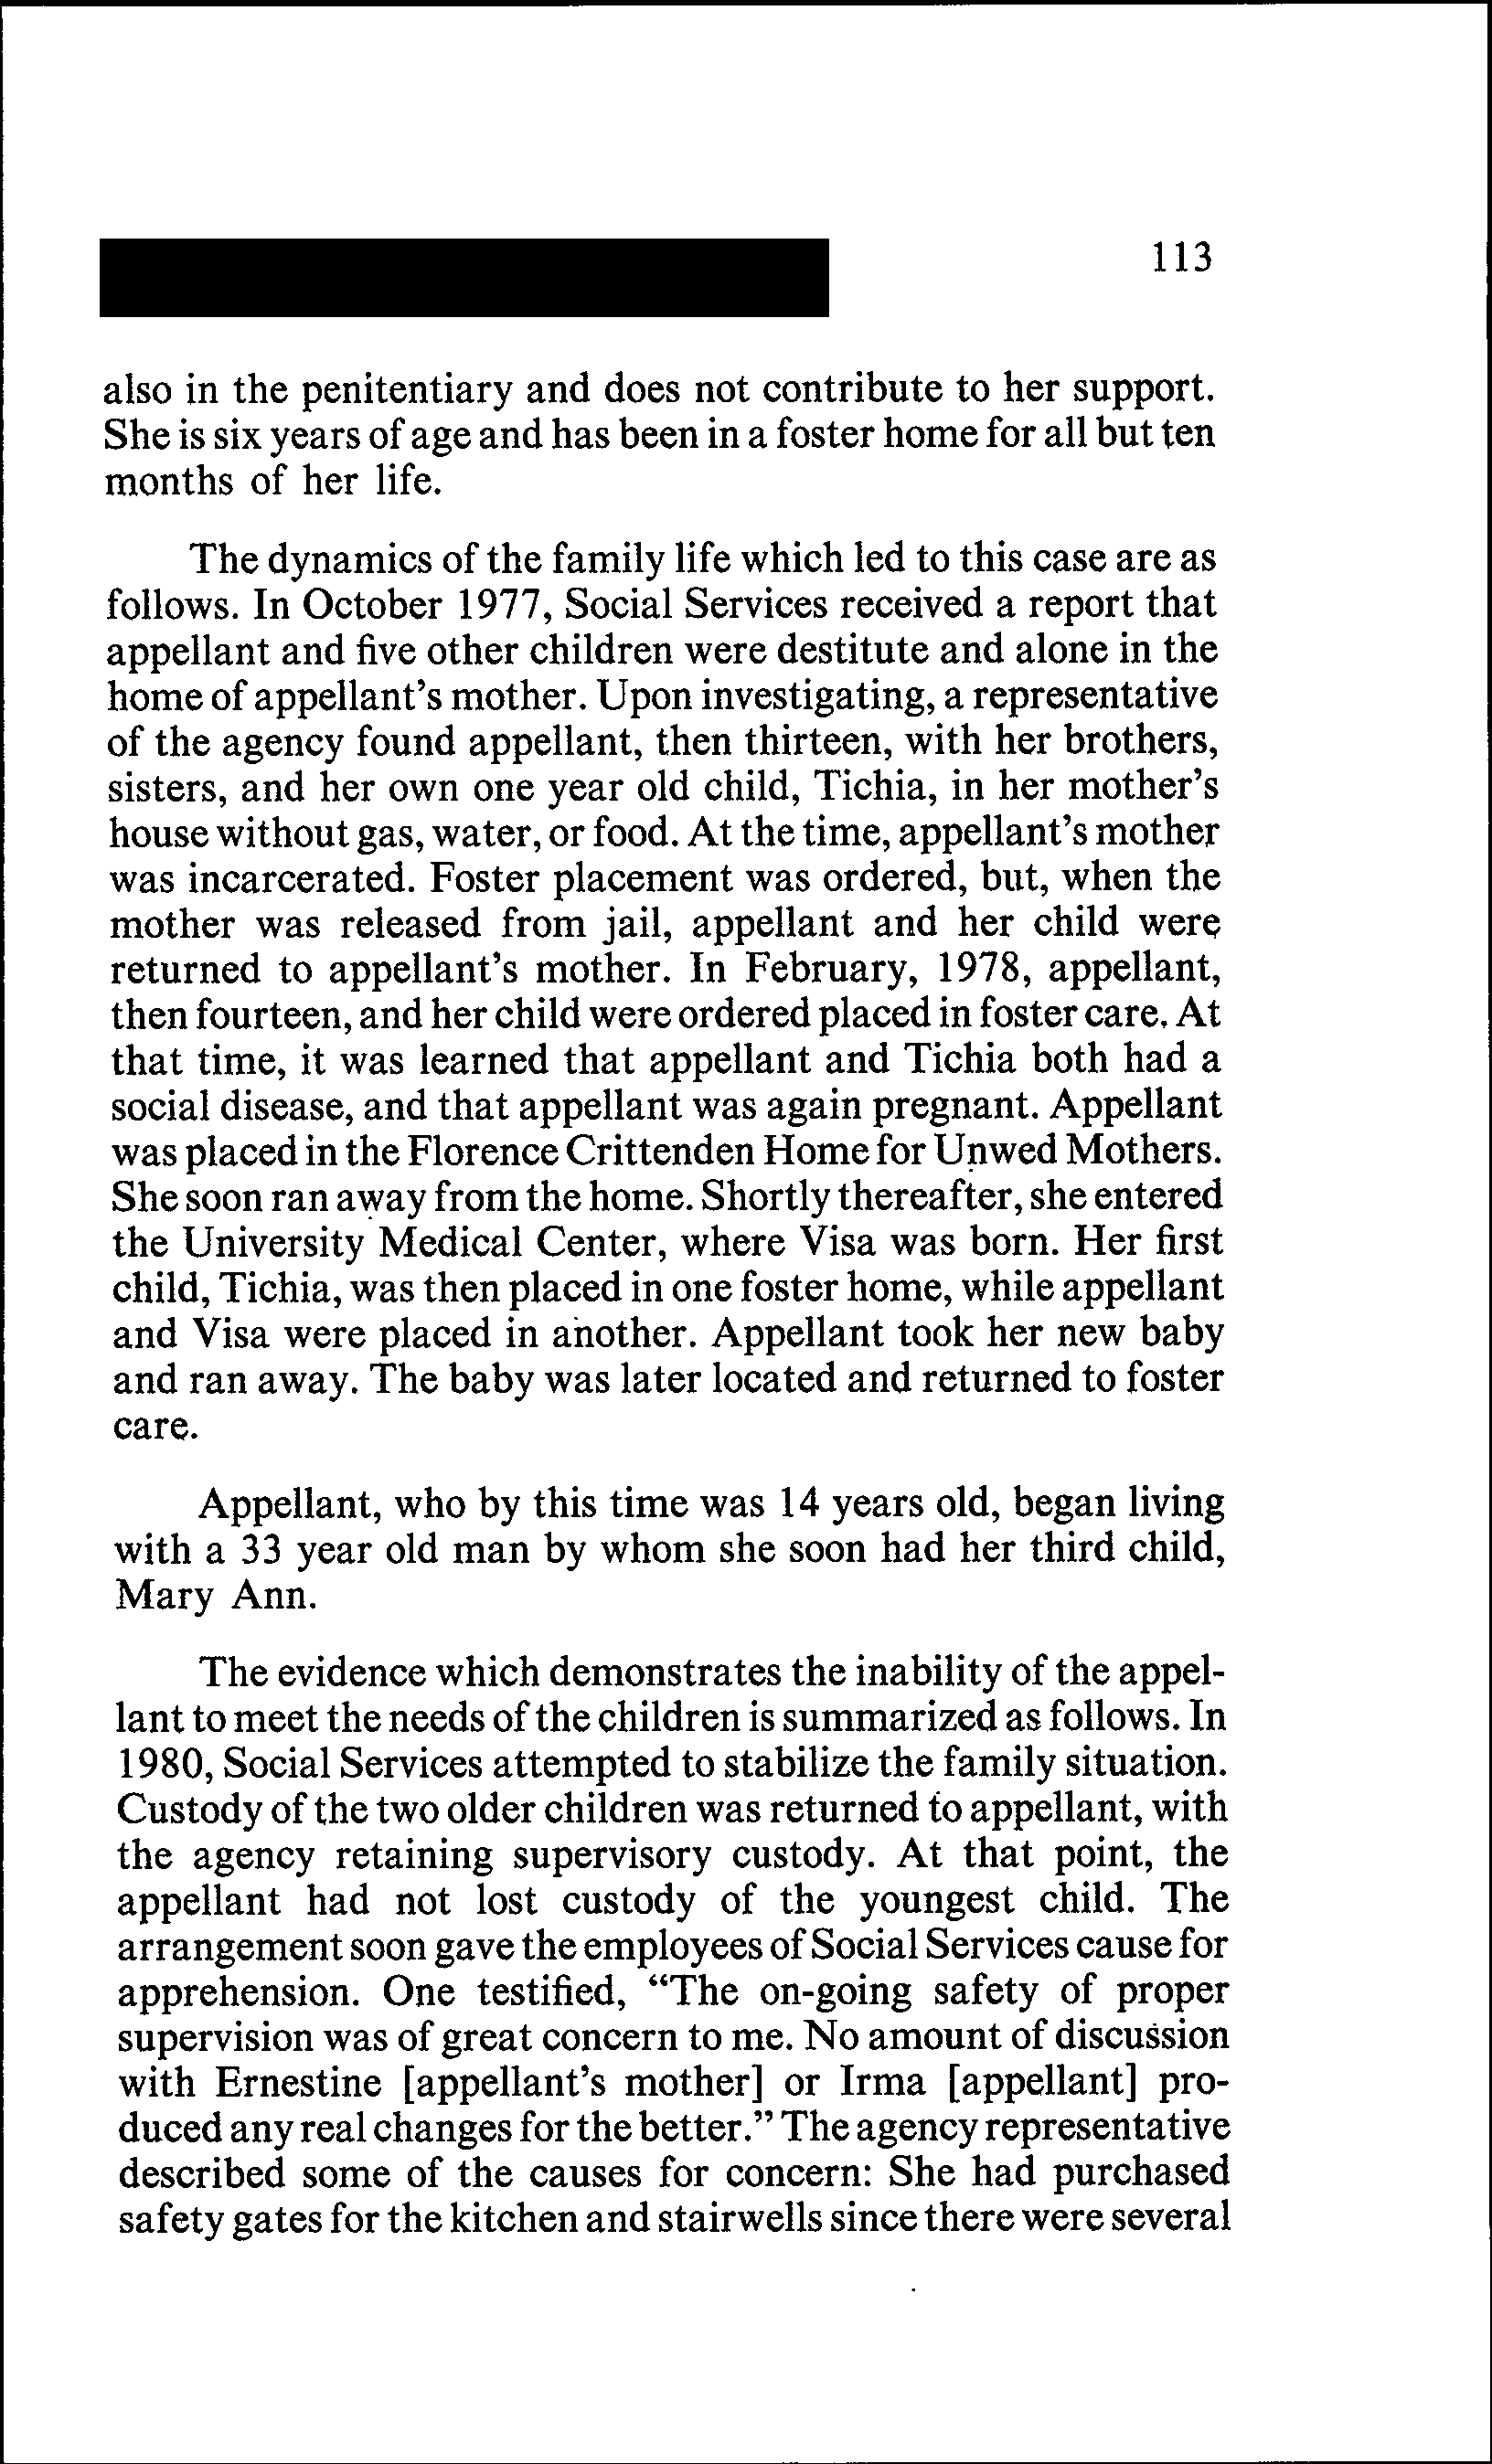 113
also in the penitentiary and does not contribute to her support.
She is six years of age and has been in a foster home for all but ten
months of her life.
The dynamics of the family life which led to this case are as
follows. In October 1977, Social Services received a report that
appellant and five other children were destitute and alone in the
home of appellant's mother. Upon investigating, a representative
of the agency found appellant, then thirteen, with her brothers,
sisters, and her own one year old child, Tichia, in her mother's
house without gas, water, or food. At the time, appellant's mother
was incarcerated. Foster placement was ordered, but, when the
mother was released from jail, appellant and her child were
returned to appellant's mother. In February, 1978, appellant,
then fourteen, and her child were ordered placed in foster care. At
that time, it was learned that appellant and Tichia both had a
social disease, and that appellant was again pregnant. Appellant
was placed in the Florence Crittenden Home for Unwed Mothers.
She soon ran away from the home. Shortly thereafter, she entered
the University Medical Center, where Visa was born. Her first
child, Tichia, was then placed in one foster home, while appellant
and Visa were placed in another. Appellant took her new baby
and ran away. The baby was later located and returned to foster
care.
Appellant, who by this time was 14 years old, began living
with a 33 year old man by whom she soon had her third child,
Mary Ann.
The evidence which demonstrates the inability of the appel-
lant to meet the needs of the children is summarized as follows. In
1980, Social Services attempted to stabilize the family situation.
Custody of the two older children was returned to appellant, with
the agency retaining supervisory custody. At that point, the
appellant had not lost custody of the youngest child. The
arrangement soon gave the employees of Social Services cause for
apprehension. One testified, “The on-going safety of proper
supervision was of great concern to me. No amount of discussion
with Ernestine [appellant's mother] or Irma [appellant] pro-
duced any real changes for the better.” The agency representative
described some of the causes for concern: She had purchased
safety gates for the kitchen and stairwells since there were several